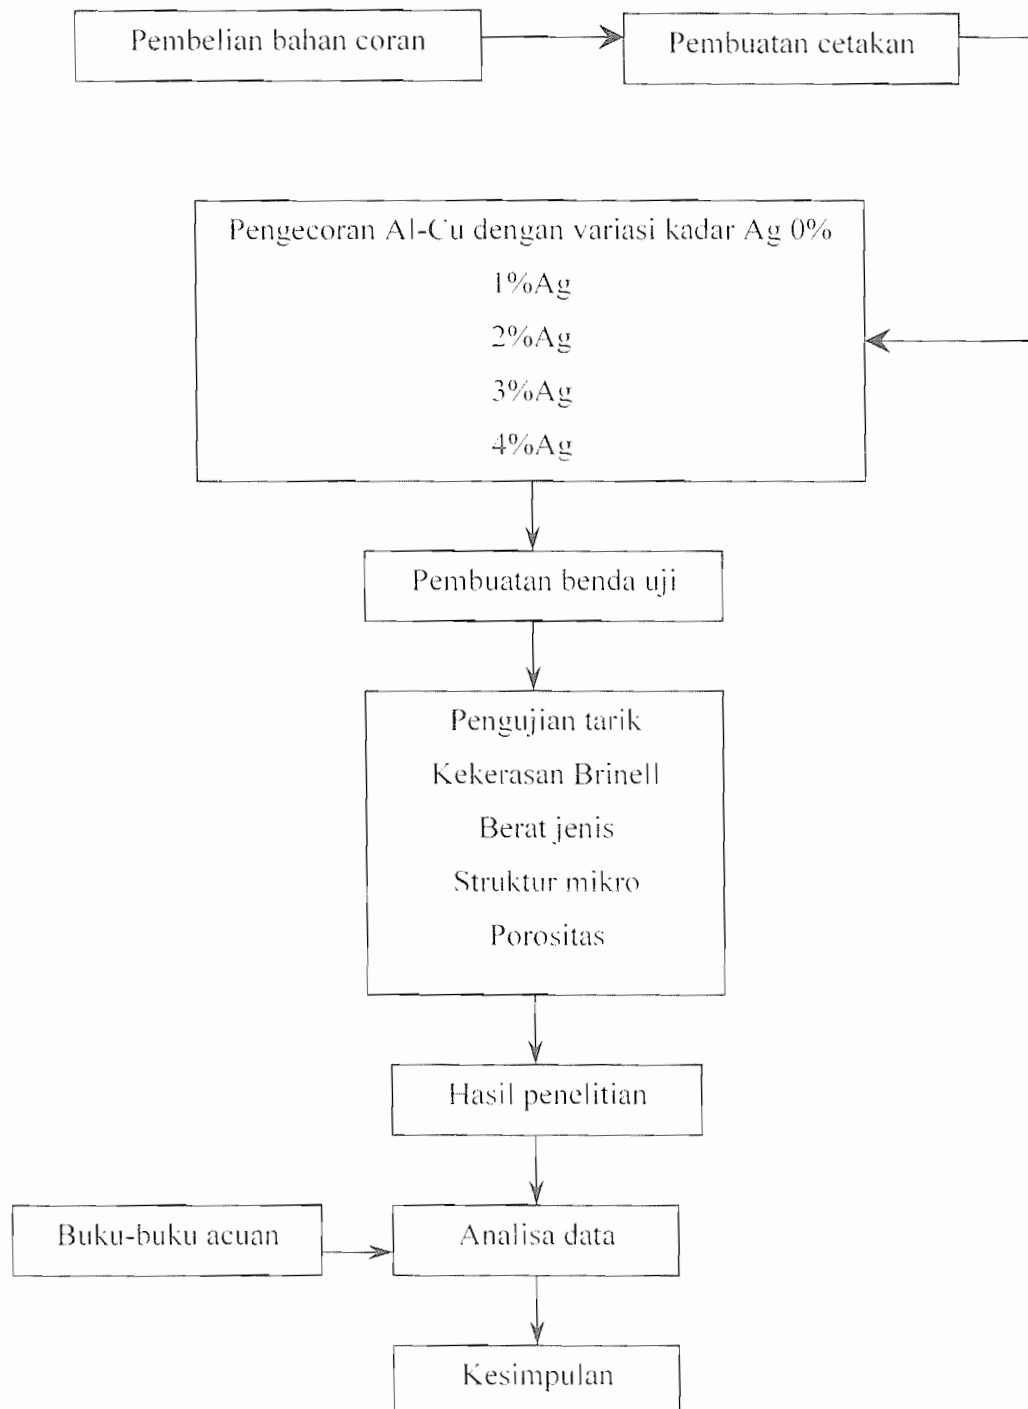 Pembelian bahan coran
Pembuatan cetakan
Pengecoran Al-Cu dengan variasi kadar Ag 0%
1%Ag
2%Ag
3%Ag
4%Ag
Pembuatan benda uji
Pengujian tarik
Kekerasan Brinell
Berat jenis
Struktur mikro
Porositas
Hasil penelitian
Buku-buku acuan
Analisa data
Kesimpulan